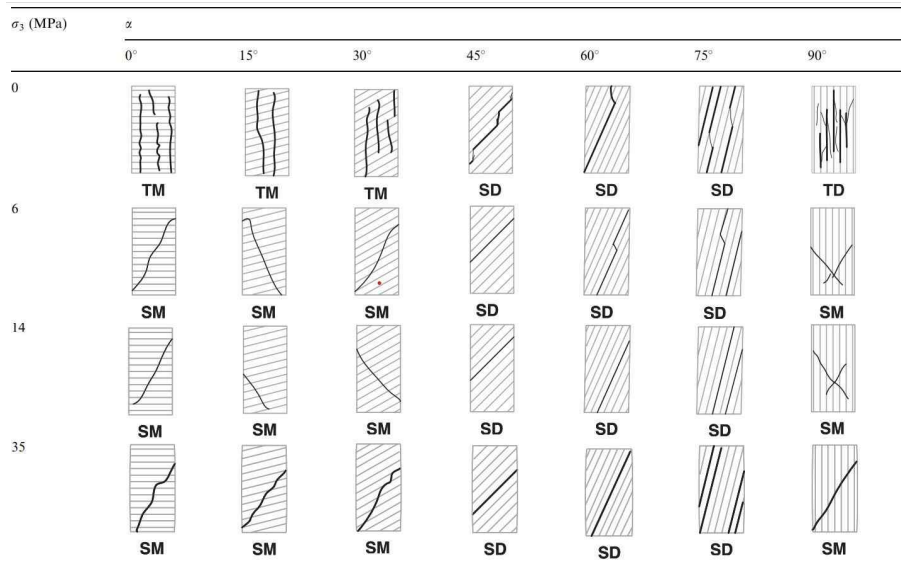 σ3 (MPa) α
0° 15° 30° 45° 60° 75° 90°
0
TM TM TM SD SD SD TD
6
SM SM SM SD SD SD SM
14
SM SM SM SD SD SD SM
35
SM SM SM SD SD SD SM